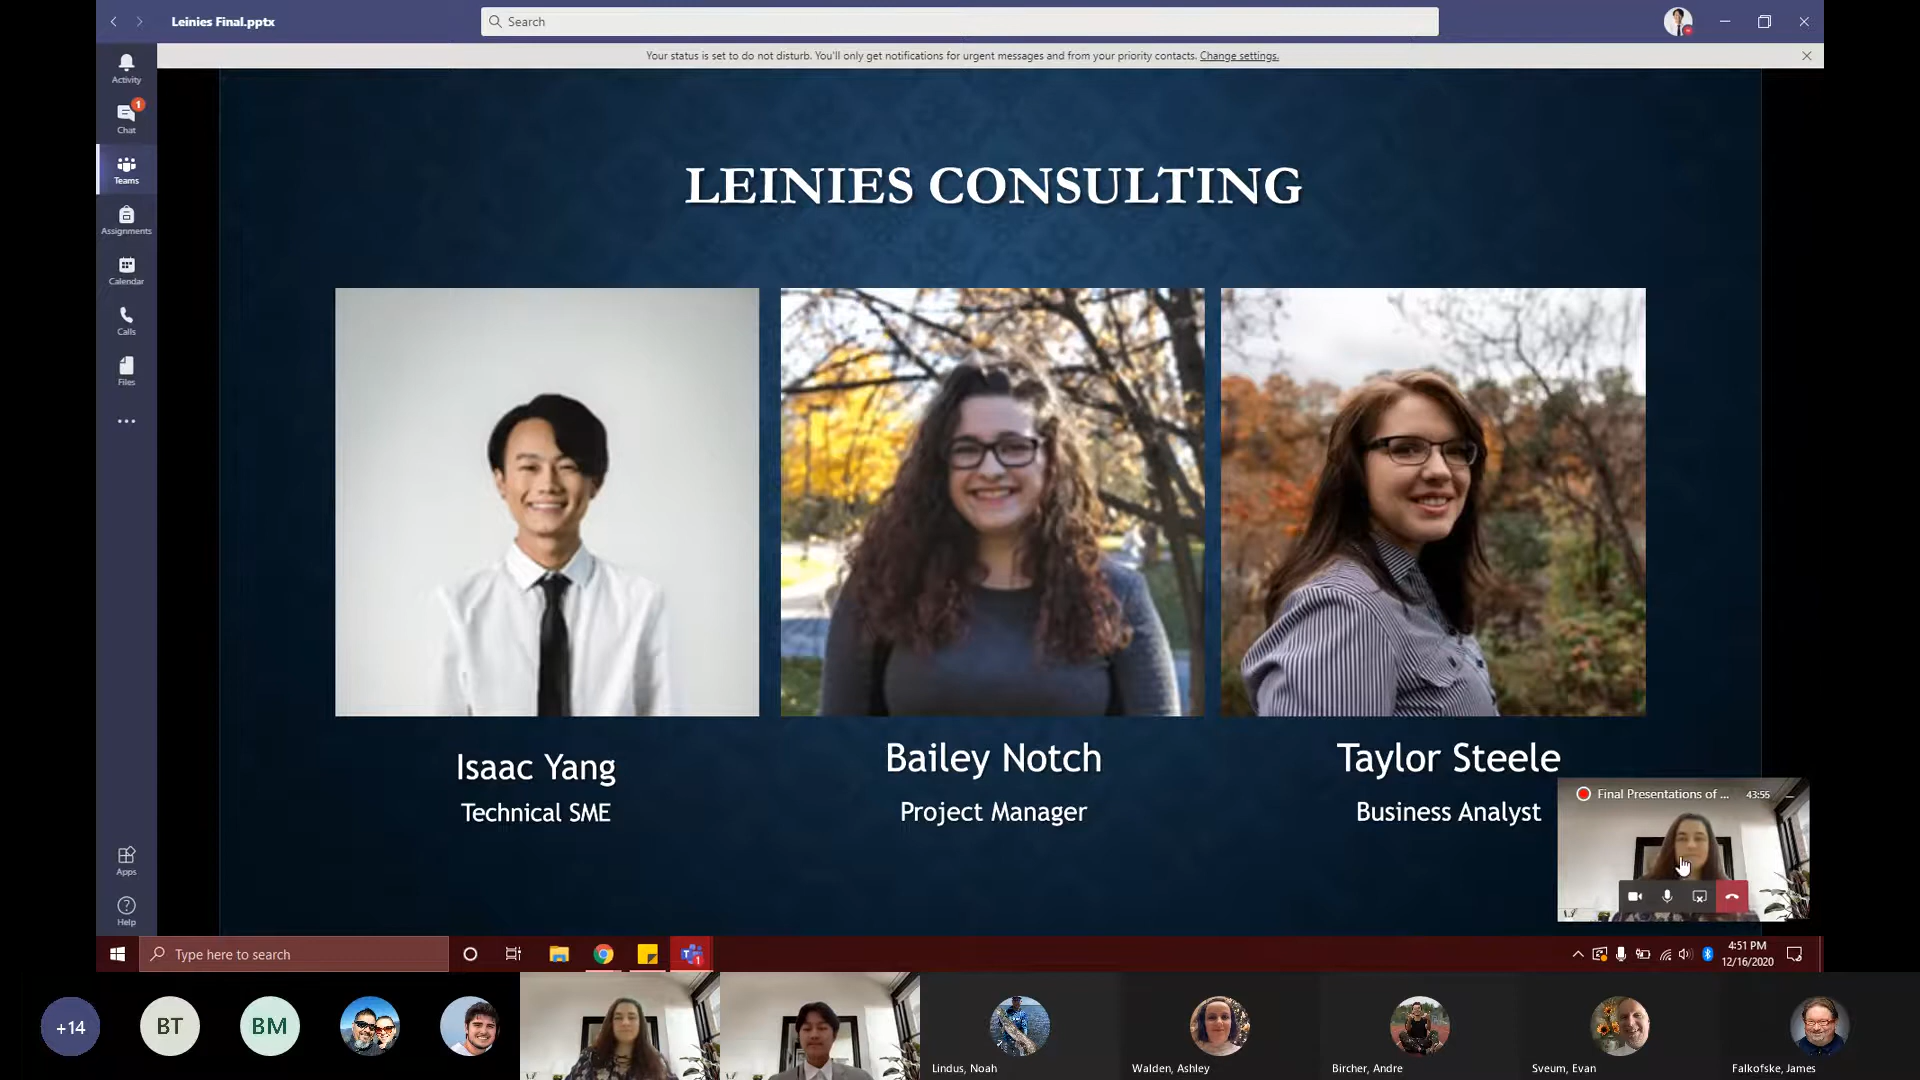 Leinies Final.pptx
Search
Your status is set to do not disturb. You'll only get notifications for urgent messages and from your priority contacts. Change settings.
Activity
1
Chat
Teams
Assignments
Calendar
Calls
Files
Apps
Help
LEINIES CONSULTING
Isaac Yang
Technical SME
Bailey Notch
Project Manager
Taylor Steele
Business Analyst
Final Presentations of ...
43:55
Type here to search
1
4:51 PM
12/16/2020
+14
BT
BM
Lindus, Noah
Walden, Ashley
Bircher, Andre
Sveum, Evan
Falkofske, James